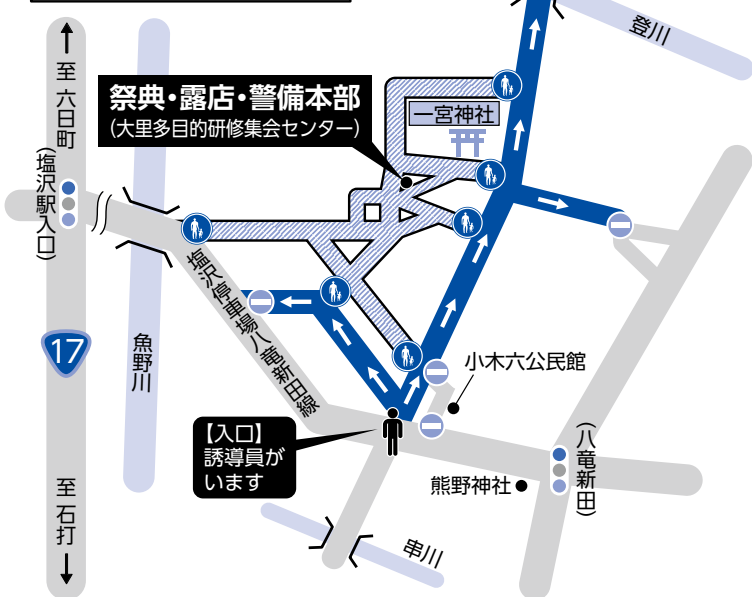 登川
至 六日町
祭典・露店・警備本部
(大里多目的研修集会センター)
一宮神社
(塩沢駅入口)
塩沢停車場八竜新田線
17
魚野川
小木六公民館
【入口】
誘導員が
います
(八竜新田)
熊野神社
至 石打
串川